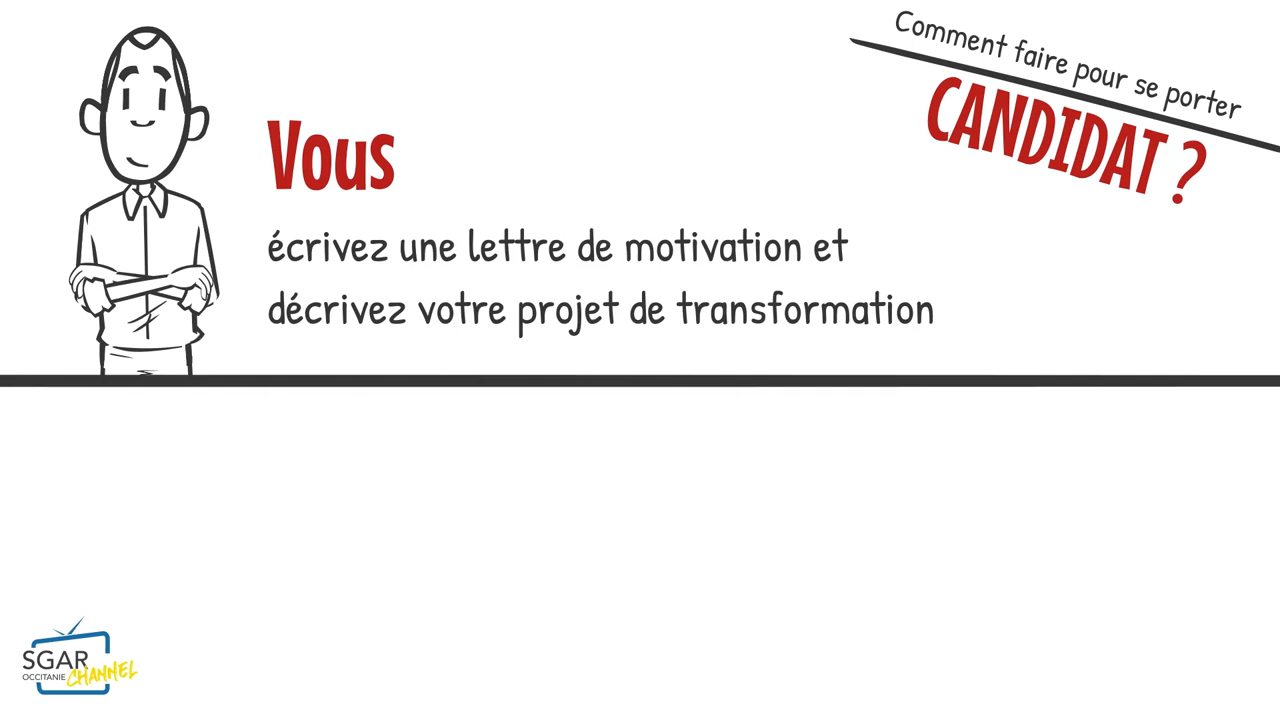 Comment faire pour se porter
CANDIDAT ?
Vous
écrivez une lettre de motivation et
décrivez votre projet de transformation
SGAR
OCCITANIE CHANNEL